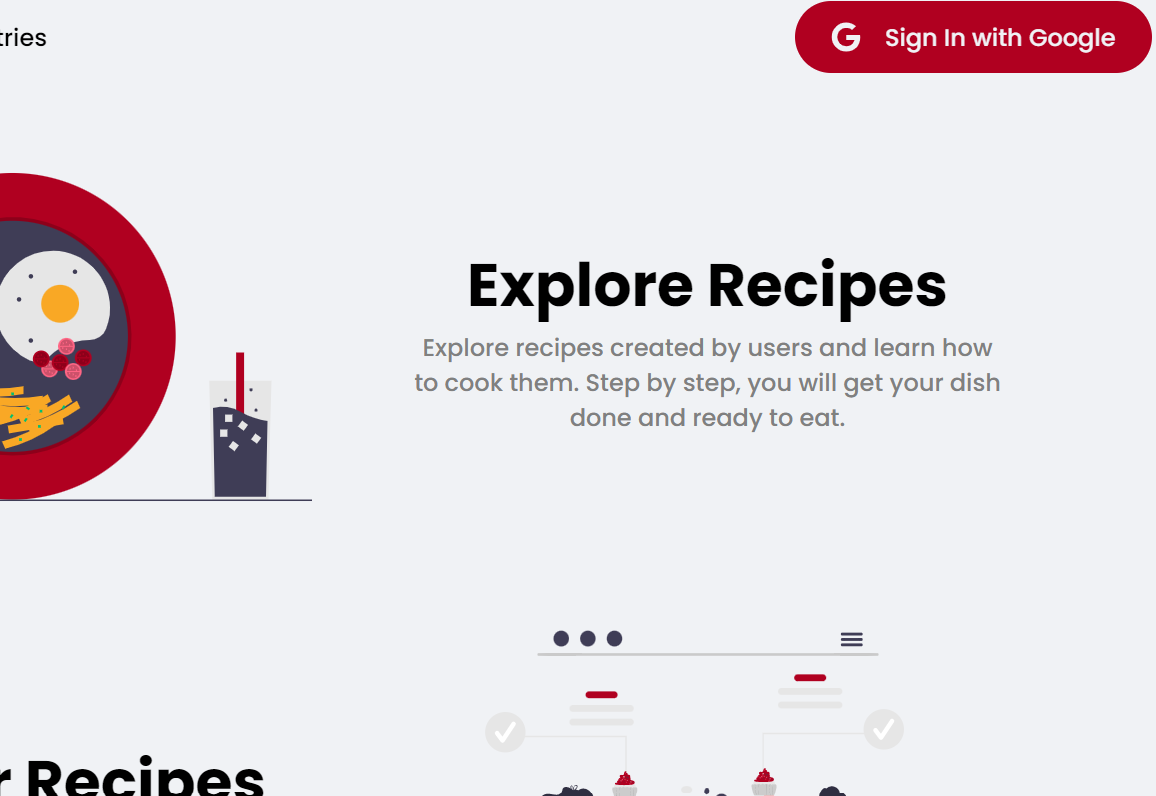 tries
Sign In with Google
Explore Recipes
Explore recipes created by users and learn how
to cook them. Step by step, you will get your dish
done and ready to eat.
r Recipes